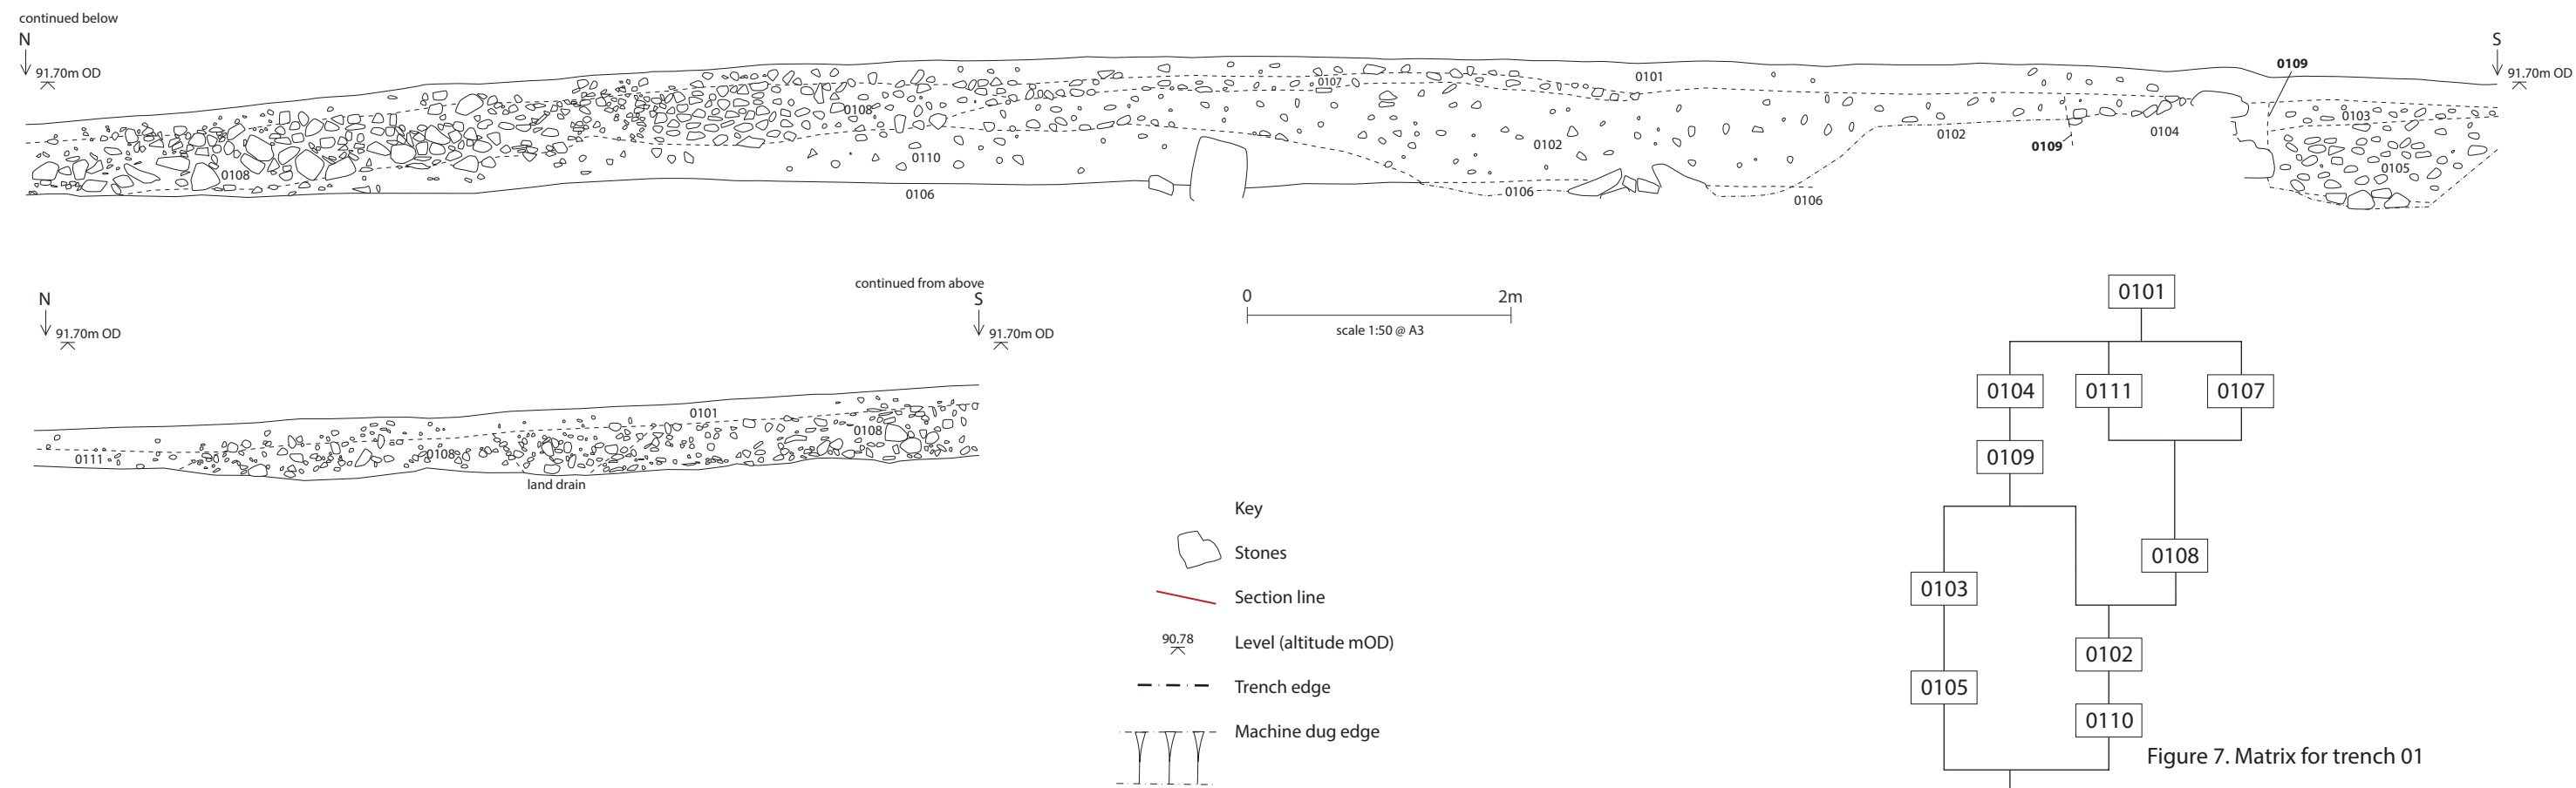 continued below
N
S
91.70m OD
91.70m OD
0109
0101
0107
0108
0103
0102
0102
0104
0109
0110
0105
0108
0106
0106
0106
continued from above
N
S
91.70m OD
91.70m OD
0101
0108
0111
0108
land drain
0
2m
scale 1:50 @ A3
Key
Stones
Section line
90.78
Level (altitude mOD)
Trench edge
Machine dug edge
0101
0104
0111
0107
0109
0108
0103
0102
0105
0110
Figure 7. Matrix for trench 01